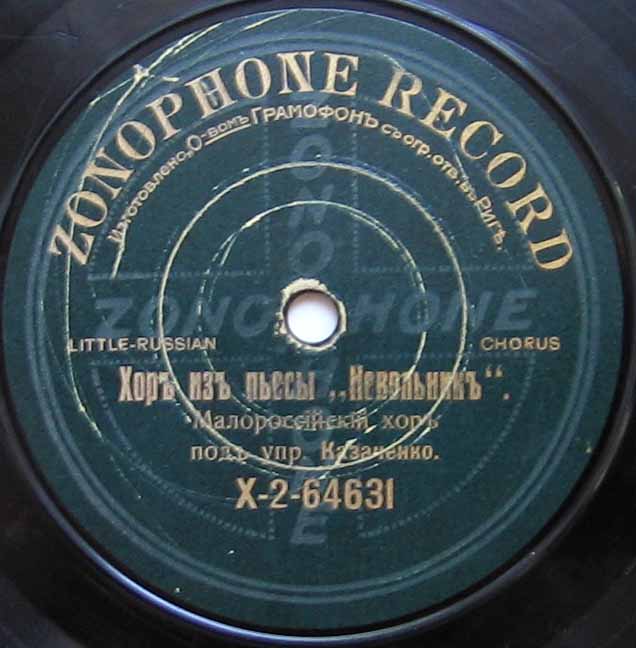 ZONOPHONE RECORD
Изготовлено „О-вомъ ГРАМОФОНЪ съ огр. отв.“ въ Ригѣ.
ZONOPHONE
ZONOPHONE
LITTLE-RUSSIAN CHORUS
Хоръ изъ пьесы „Невольникъ“.
Малороссійскій хоръ
подъ упр. Казаченко.
X-2-64631